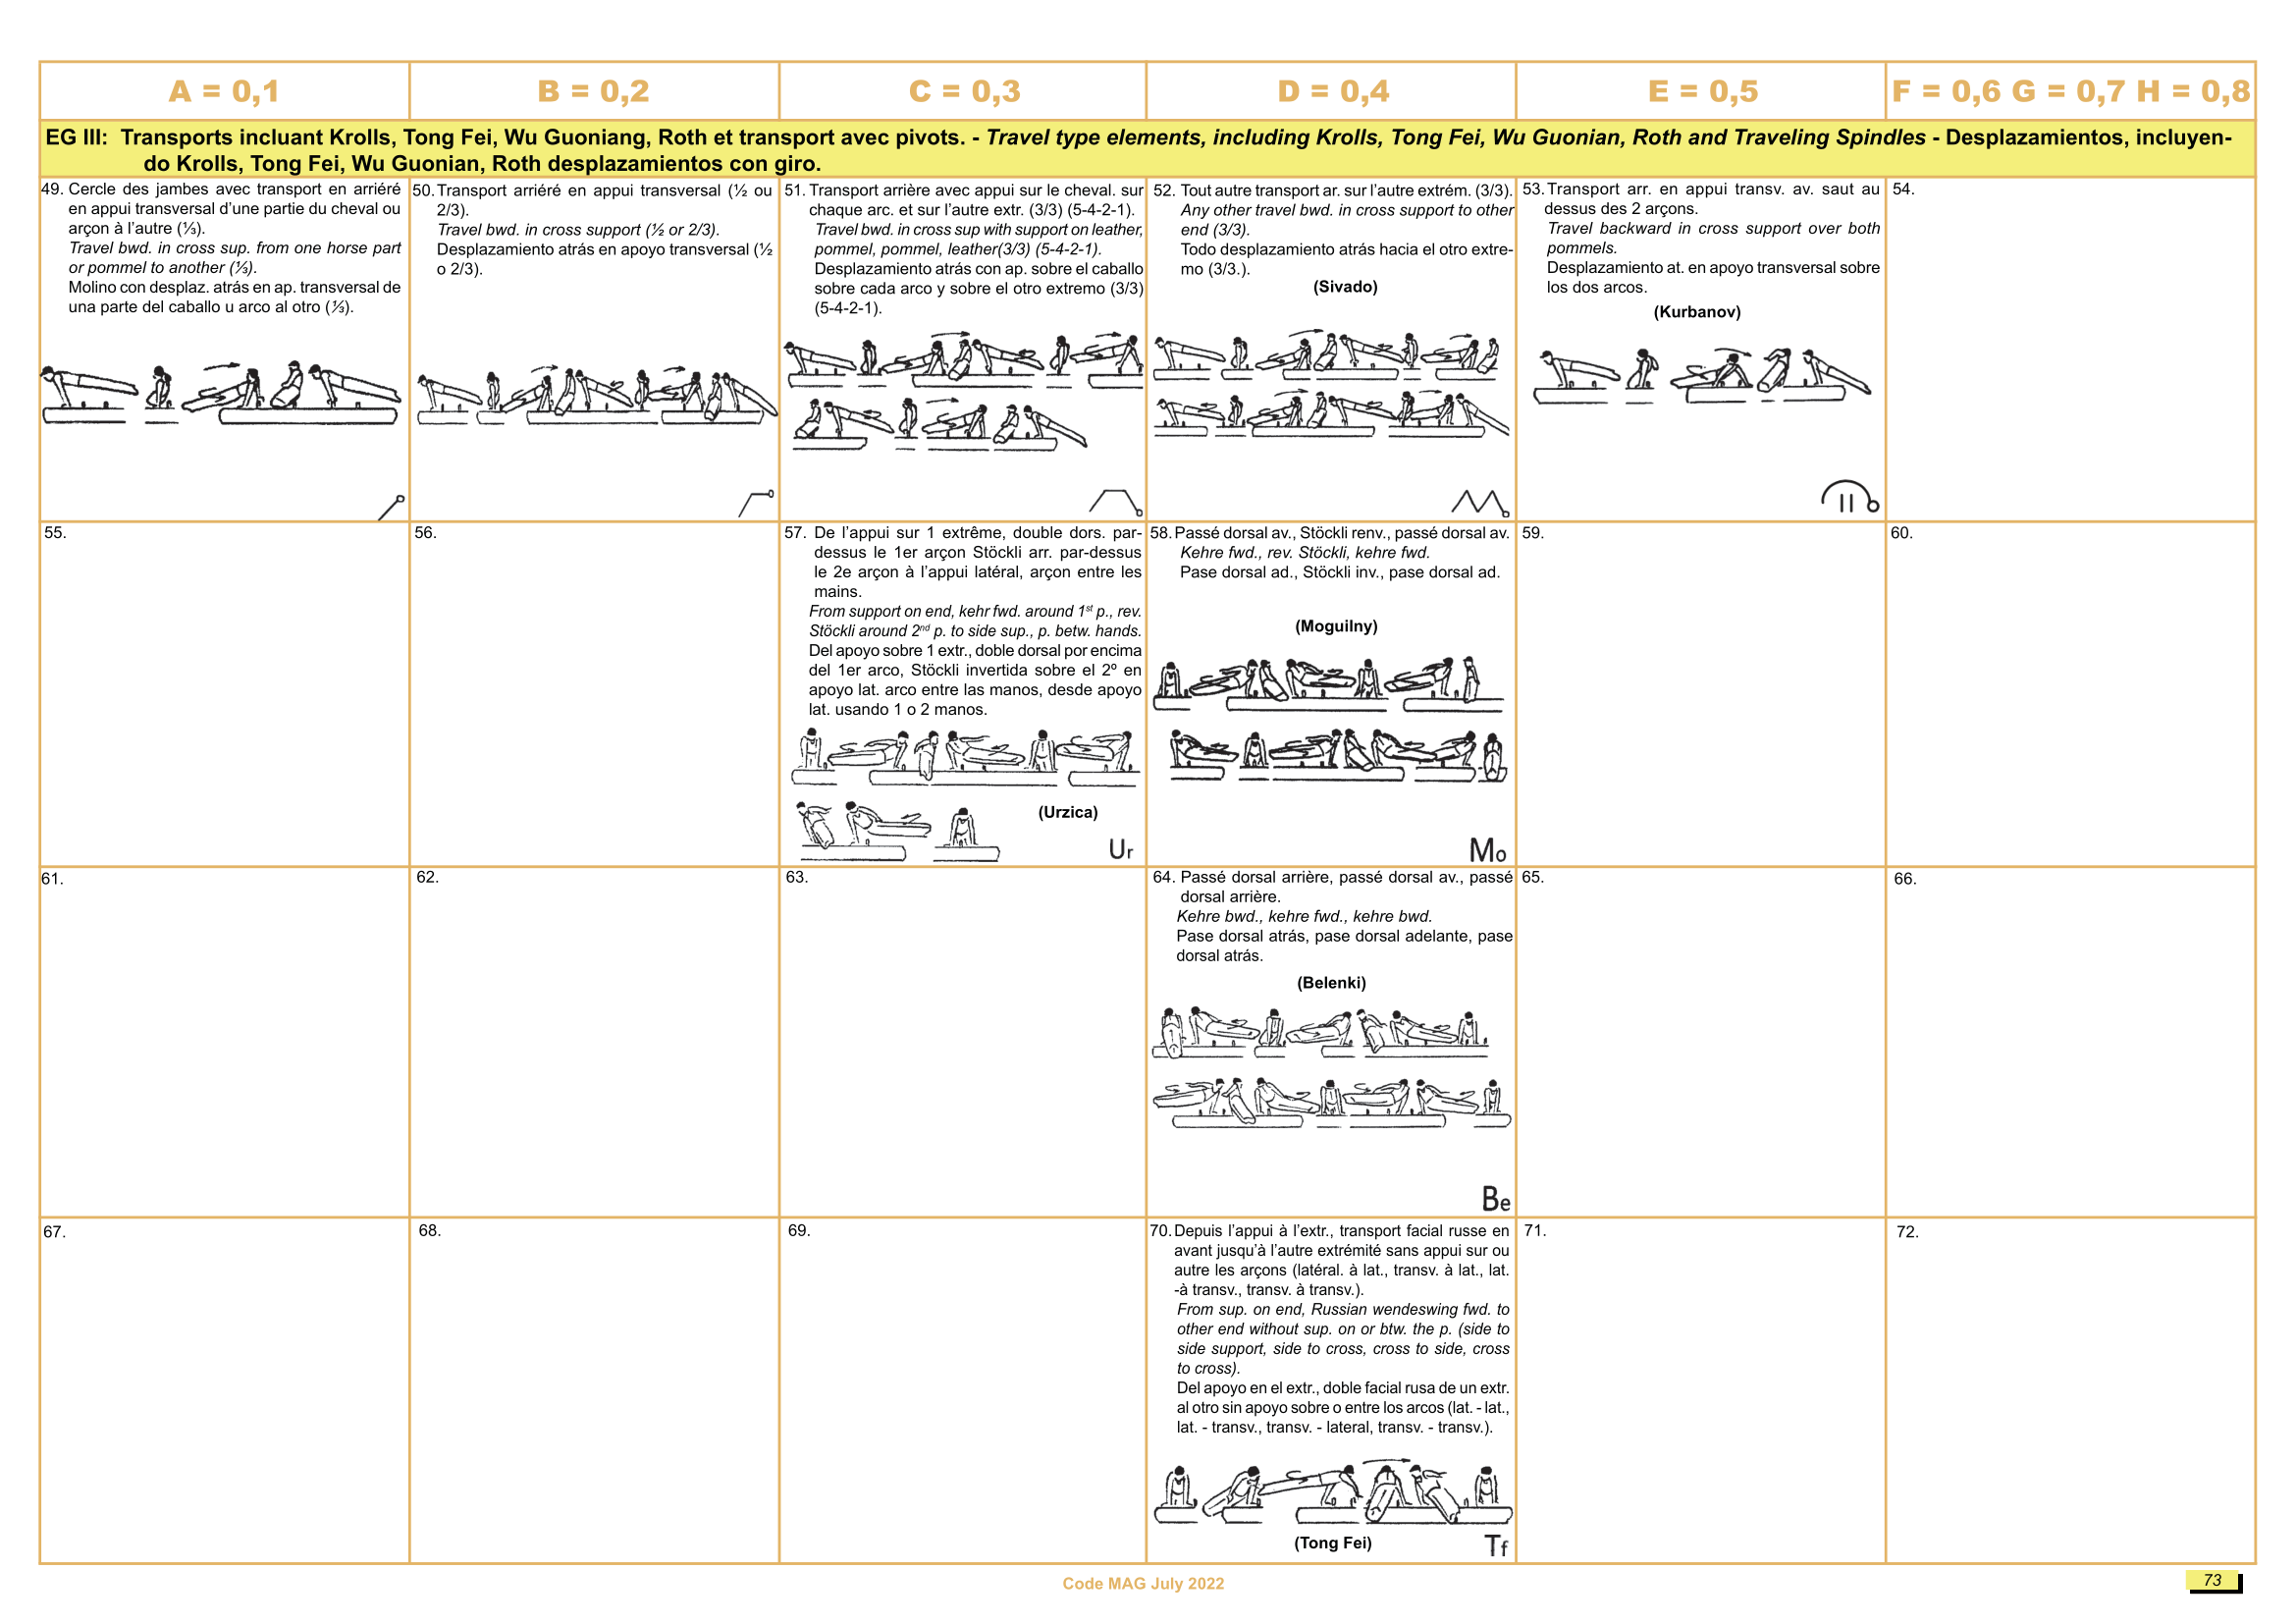 A = 0,1
B = 0,2
C = 0,3
D = 0,4
E = 0,5
F = 0,6 G = 0,7 H = 0,8
EG III: Transports incluant Krolls, Tong Fei, Wu Guoniang, Roth et transport avec pivots. - Travel type elements, including Krolls, Tong Fei, Wu Guonian, Roth and Traveling Spindles - Desplazamientos, incluyen-
do Krolls, Tong Fei, Wu Guonian, Roth desplazamientos con giro.
49. Cercle des jambes avec transport en arriéré
en appui transversal d'une partie du cheval ou
arçon à l'autre (⅓).
Travel bwd. in cross sup. from one horse part
or pommel to another (⅓).
Molino con desplaz. atrás en ap. transversal de
una parte del caballo u arco al otro (⅓).
50. Transport arriéré en appui transversal (½ ou
2/3).
Travel bwd. in cross support (½ or 2/3).
Desplazamiento atrás en apoyo transversal (½
o 2/3).
51. Transport arrière avec appui sur le cheval. sur
chaque arc. et sur l'autre extr. (3/3) (5-4-2-1).
Travel bwd. in cross sup with support on leather,
pommel, pommel, leather(3/3) (5-4-2-1).
Desplazamiento atrás con ap. sobre el caballo
sobre cada arco y sobre el otro extremo (3/3)
(5-4-2-1).
52. Tout autre transport ar. sur l'autre extrém. (3/3).
Any other travel bwd. in cross support to other
end (3/3).
Todo desplazamiento atrás hacia el otro extre-
mo (3/3.).
(Sivado)
53. Transport arr. en appui transv. av. saut au
dessus des 2 arçons.
Travel backward in cross support over both
pommels.
Desplazamiento at. en apoyo transversal sobre
los dos arcos.
(Kurbanov)
54.
55.
56.
57. De l'appui sur 1 extrême, double dors. par-
dessus le 1er arçon Stöckli arr. par-dessus
le 2e arçon à l'appui latéral, arçon entre les
mains.
From support on end, kehr fwd. around 1st p., rev.
Stöckli around 2nd p. to side sup., p. betw. hands.
Del apoyo sobre 1 extr., doble dorsal por encima
del 1er arco, Stöckli invertida sobre el 2º en
apoyo lat. arco entre las manos, desde apoyo
lat. usando 1 o 2 manos.
(Urzica)
Ur
58. Passé dorsal av., Stöckli renv., passé dorsal av.
Kehre fwd., rev. Stöckli, kehre fwd.
Pase dorsal ad., Stöckli inv., pase dorsal ad.
(Moguilny)
Mo
59.
60.
61.
62.
63.
64. Passé dorsal arrière, passé dorsal av., passé
dorsal arrière.
Kehre bwd., kehre fwd., kehre bwd.
Pase dorsal atrás, pase dorsal adelante, pase
dorsal atrás.
(Belenki)
Be
65.
66.
67.
68.
69.
70. Depuis l'appui à l'extr., transport facial russe en
avant jusqu'à l'autre extrémité sans appui sur ou
autre les arçons (latéral. à lat., transv. à lat., lat.
-à transv., transv. à transv.).
From sup. on end, Russian wendeswing fwd. to
other end without sup. on or btw. the p. (side to
side support, side to cross, cross to side, cross
to cross).
Del apoyo en el extr., doble facial rusa de un extr.
al otro sin apoyo sobre o entre los arcos (lat. - lat.,
lat. - transv., transv. - lateral, transv. - transv.).
(Tong Fei)
Tf
71.
72.
Code MAG July 2022
73